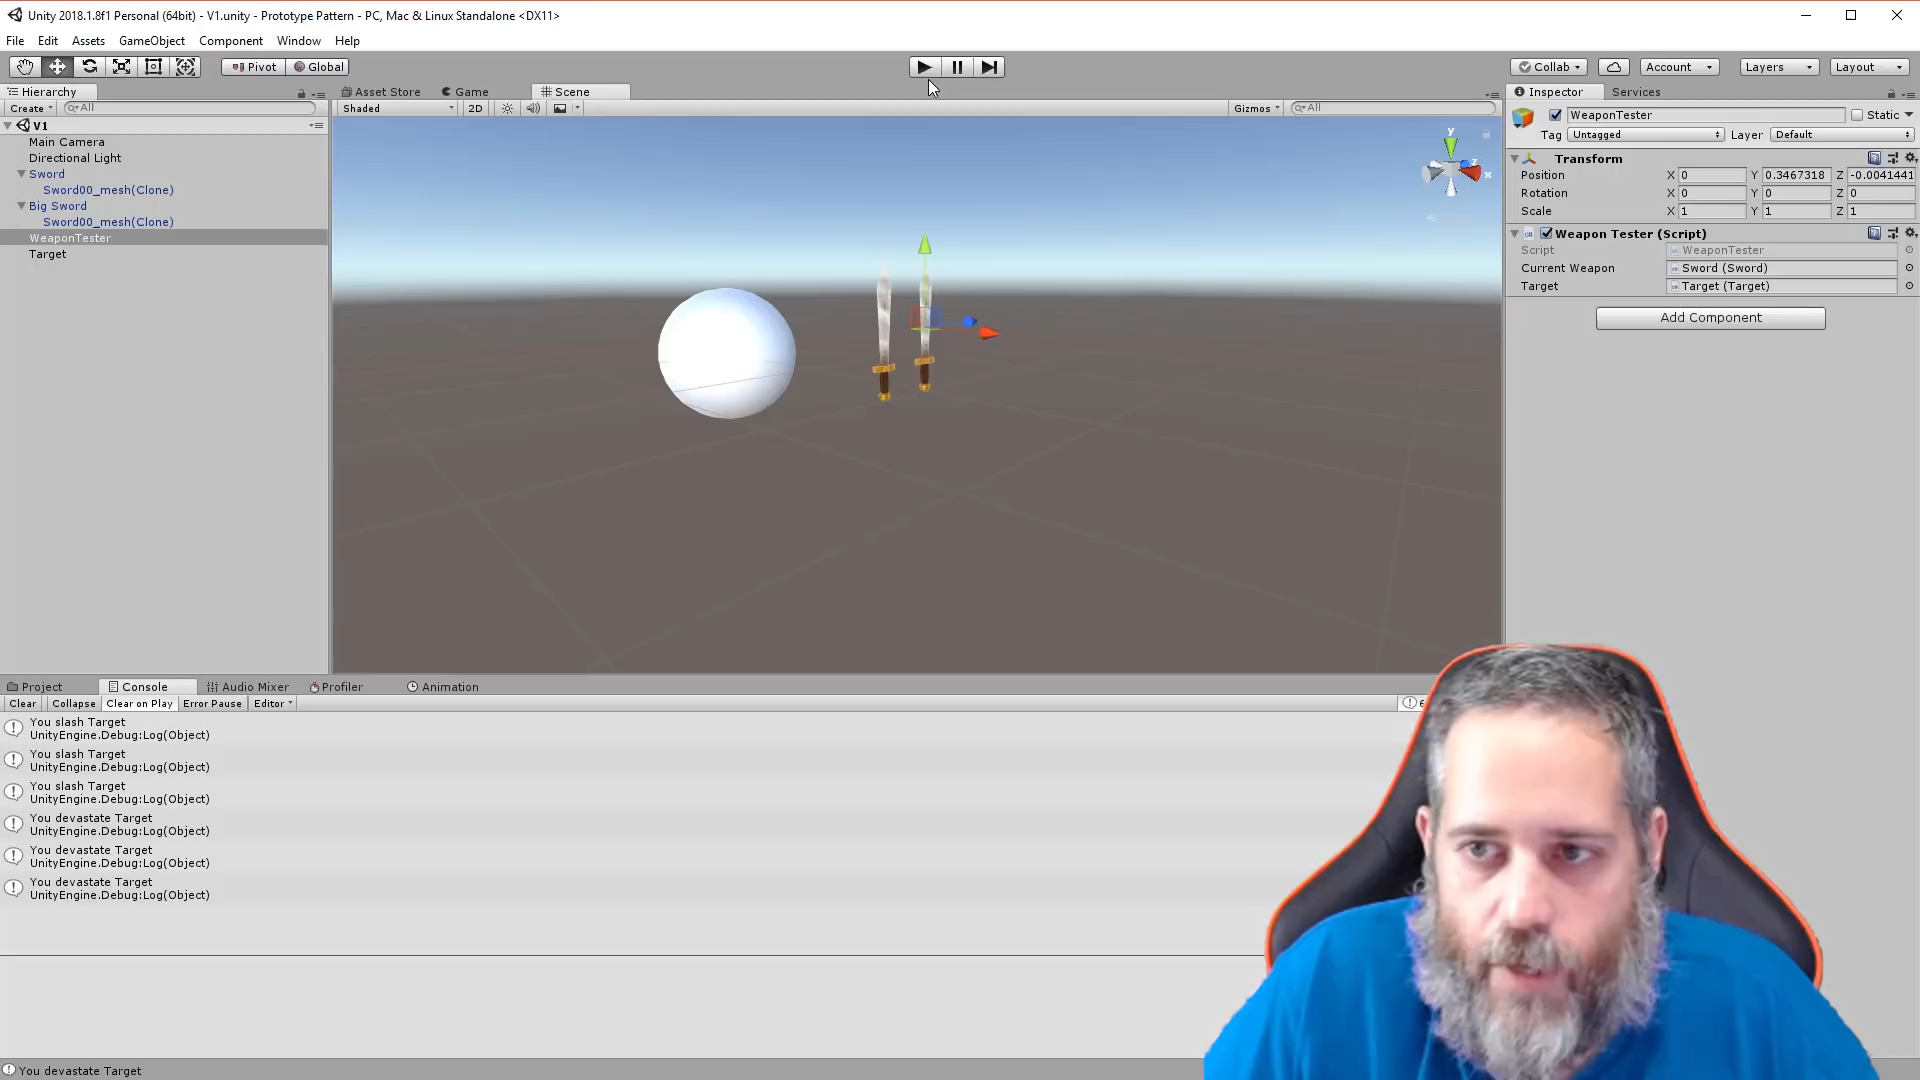 Unity 2018.1.8f1 Personal (64bit) - V1.unity - Prototype Pattern - PC, Mac & Linux Standalone <DX11>
File Edit Assets GameObject Component Window Help
Pivot Global Collab Account Layers Layout
Hierarchy Asset Store Game Scene Inspector Services
Create All Shaded 2D Gizmos All
V1
Main Camera
Directional Light
Sword
Sword00_mesh(Clone)
Big Sword
Sword00_mesh(Clone)
WeaponTester
Target
y
z
x
WeaponTester Static
Tag Untagged Layer Default
Transform
Position X 0 Y 0.3467318 Z -0.0041441
Rotation X 0 Y 0 Z 0
Scale X 1 Y 1 Z 1
Weapon Tester (Script)
Script WeaponTester
Current Weapon Sword (Sword)
Target Target (Target)
Add Component
Project Console Audio Mixer Profiler Animation
Clear Collapse Clear on Play Error Pause Editor
You slash Target
UnityEngine.Debug:Log(Object)
You slash Target
UnityEngine.Debug:Log(Object)
You slash Target
UnityEngine.Debug:Log(Object)
You devastate Target
UnityEngine.Debug:Log(Object)
You devastate Target
UnityEngine.Debug:Log(Object)
You devastate Target
UnityEngine.Debug:Log(Object)
You devastate Target